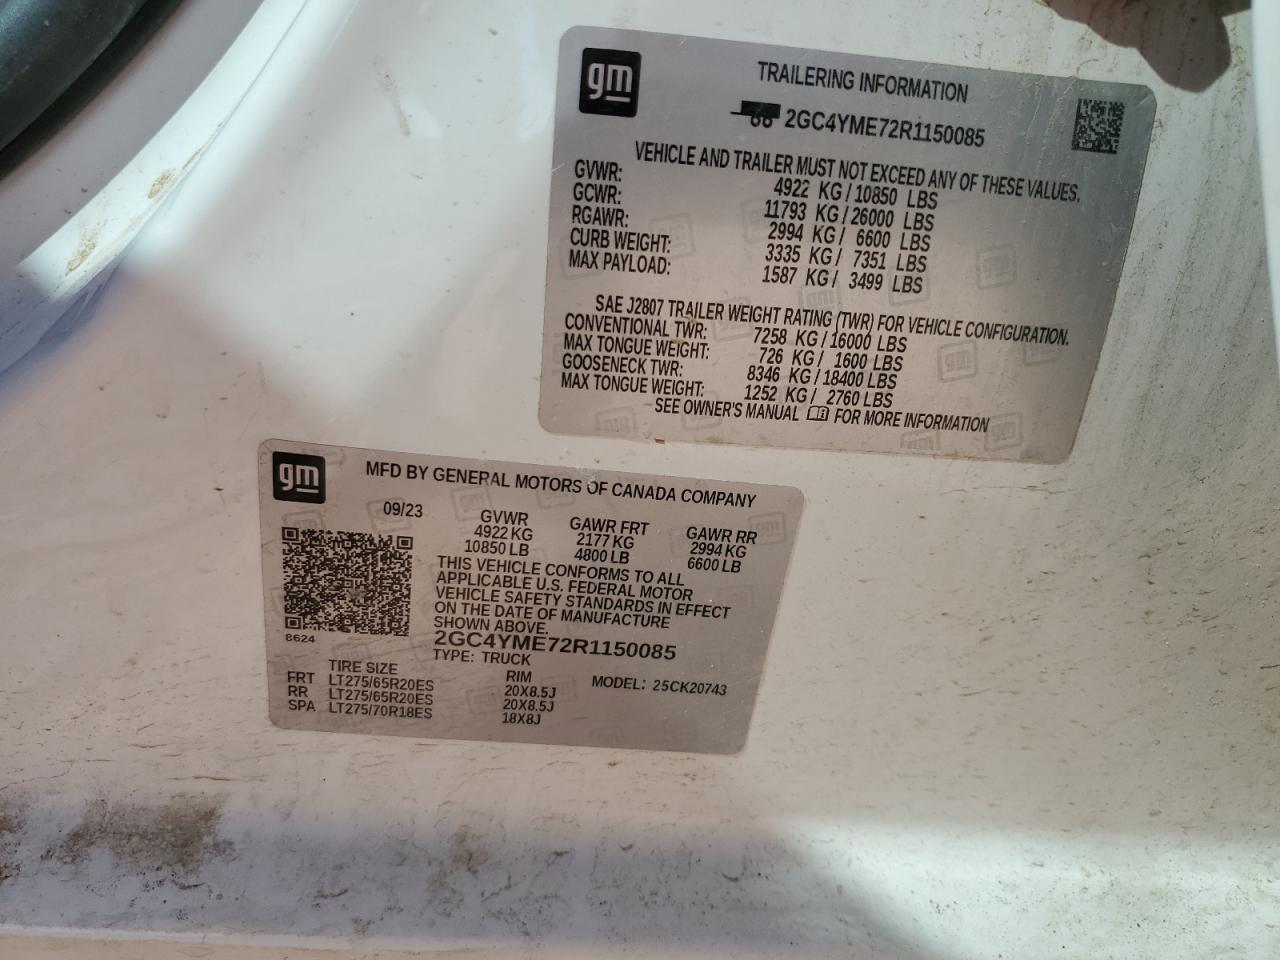 gm
TRAILERING INFORMATION
2GC4YME72R1150085
VEHICLE AND TRAILER MUST NOT EXCEED ANY OF THESE VALUES.
GVWR: 4922 KG / 10850 LBS
GCWR: 11793 KG / 26000 LBS
RGAWR: 2994 KG / 6600 LBS
CURB WEIGHT: 3335 KG / 7351 LBS
MAX PAYLOAD: 1587 KG / 3499 LBS
SAE J2807 TRAILER WEIGHT RATING (TWR) FOR VEHICLE CONFIGURATION.
CONVENTIONAL TWR: 7258 KG / 16000 LBS
MAX TONGUE WEIGHT: 726 KG / 1600 LBS
GOOSENECK TWR: 8346 KG / 18400 LBS
MAX TONGUE WEIGHT: 1252 KG / 2760 LBS
SEE OWNER'S MANUAL FOR MORE INFORMATION
gm
MFD BY GENERAL MOTORS OF CANADA COMPANY
09/23 GVWR GAWR FRT GAWR RR
4922 KG 2177 KG 2994 KG
10850 LB 4800 LB 6600 LB
THIS VEHICLE CONFORMS TO ALL
APPLICABLE U.S. FEDERAL MOTOR
VEHICLE SAFETY STANDARDS IN EFFECT
ON THE DATE OF MANUFACTURE
SHOWN ABOVE.
8624
2GC4YME72R1150085
TYPE: TRUCK
TIRE SIZE RIM MODEL: 25CK20743
FRT LT275/65R20ES 20X8.5J
RR LT275/65R20ES 20X8.5J
SPA LT275/70R18ES 18X8J